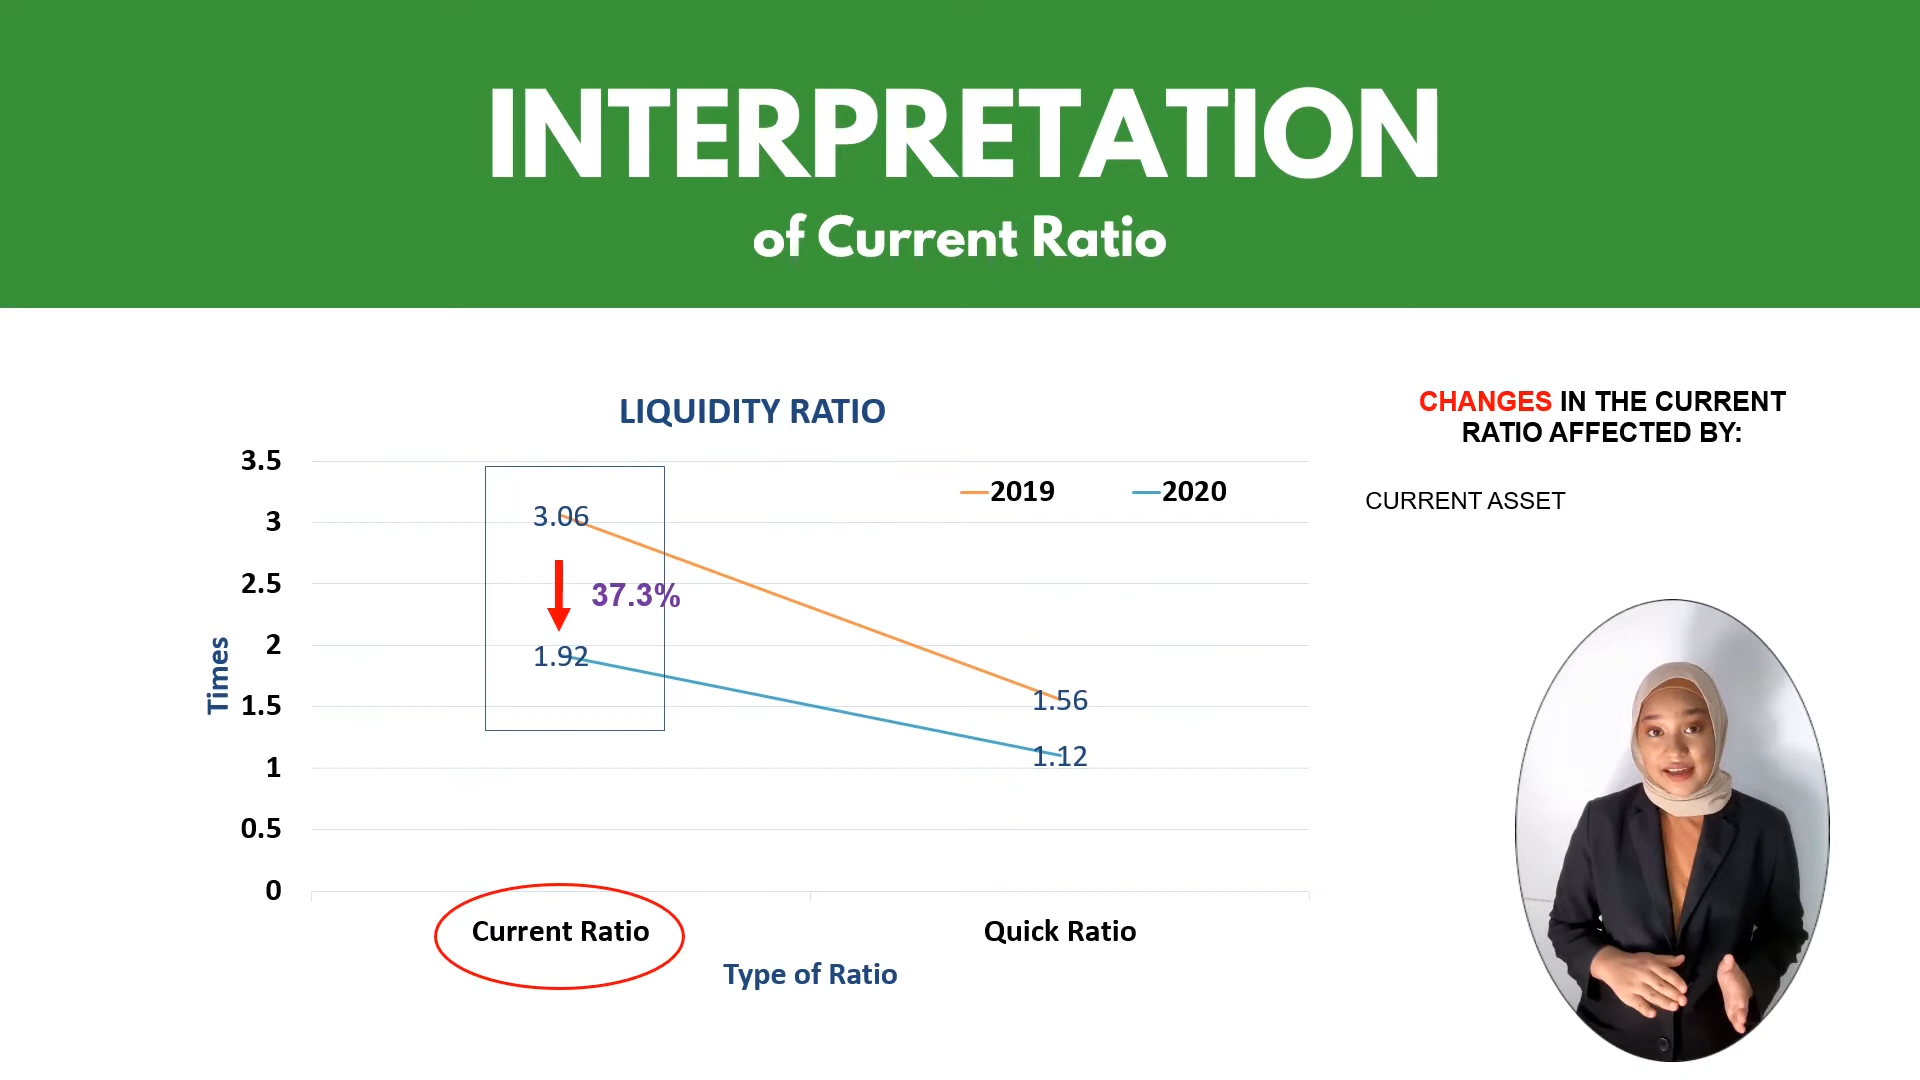 INTERPRETATION
of Current Ratio
LIQUIDITY RATIO
CHANGES IN THE CURRENT
RATIO AFFECTED BY:
CURRENT ASSET
2019
2020
3.5
3
2.5
2
1.5
1
0.5
0
Times
3.06
37.3%
1.92
1.56
1.12
Current Ratio
Quick Ratio
Type of Ratio